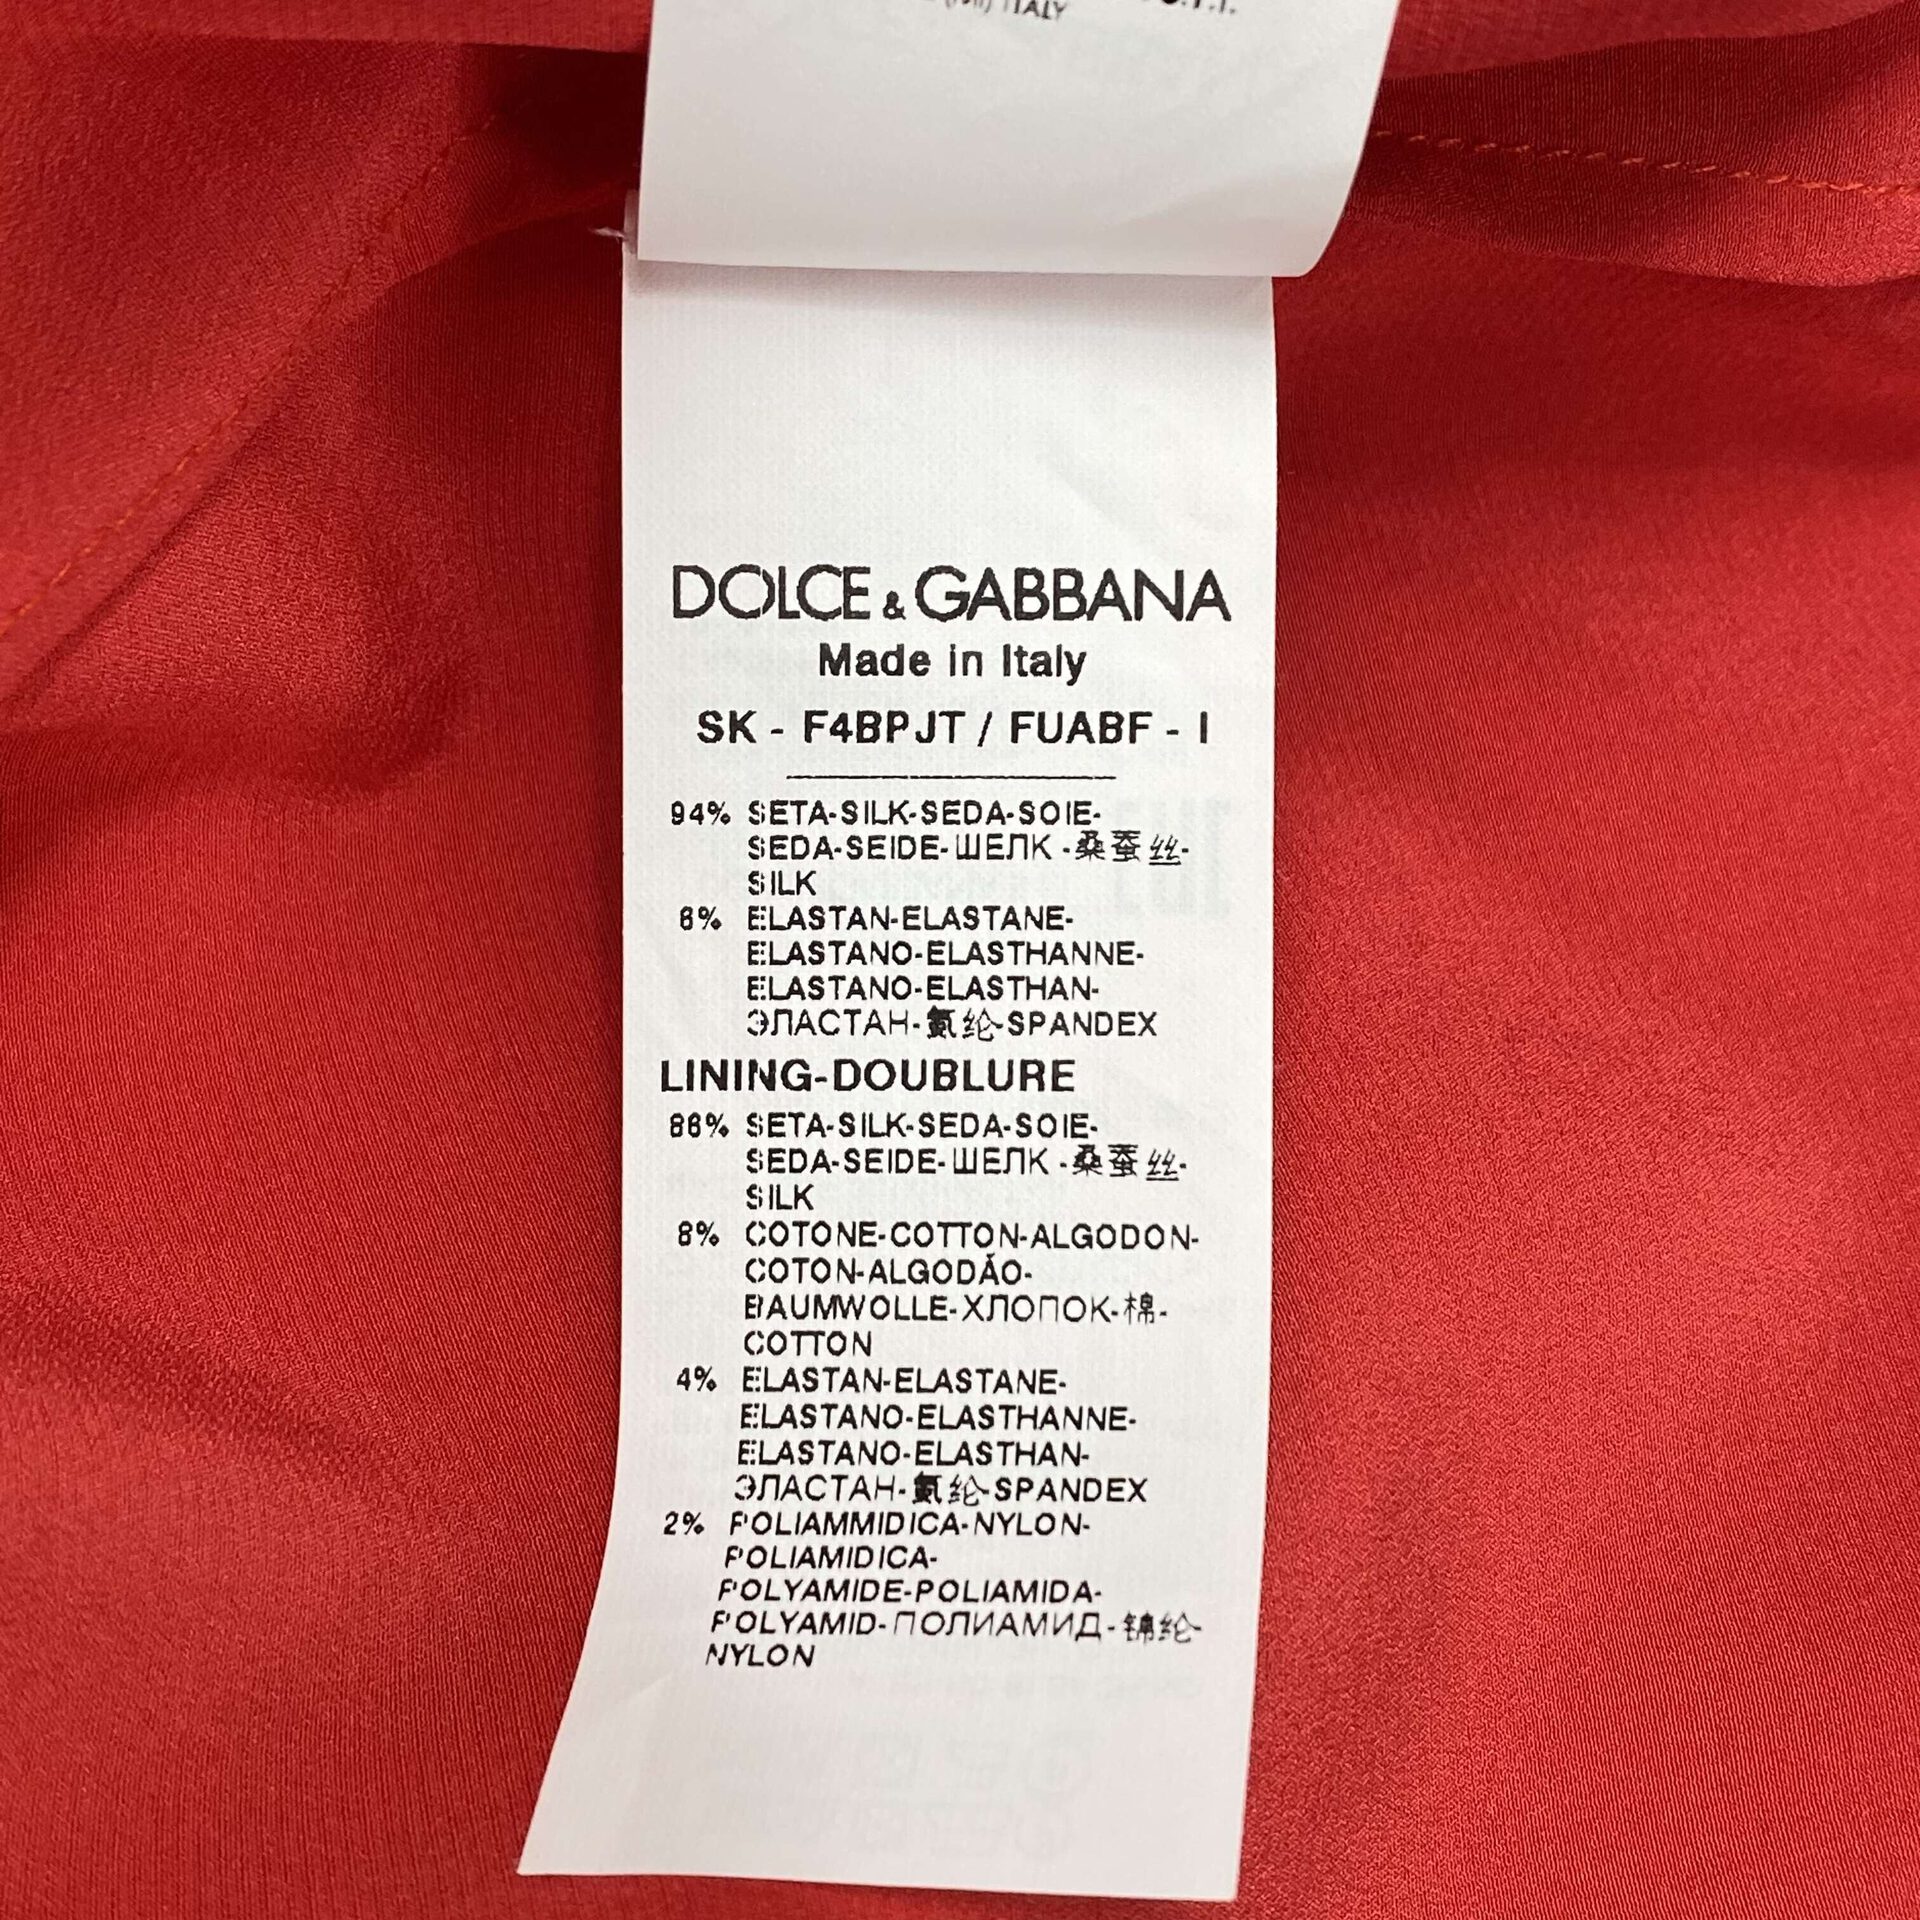 ITALY
DOLCE & GABBANA
Made in Italy
SK - F4BPJT / FUABF - I
94% SETA-SILK-SEDA-SOIE-
SEDA-SEIDE-ШЕЛК -桑蚕丝-
SILK
6% ELASTAN-ELASTANE-
ELASTANO-ELASTHANNE-
ELASTANO-ELASTHAN-
ЭЛАСТАН-氨纶-SPANDEX
LINING-DOUBLURE
86% SETA-SILK-SEDA-SOIE-
SEDA-SEIDE-ШЕЛК -桑蚕丝-
SILK
8% COTONE-COTTON-ALGODON-
COTON-ALGODÃO-
BAUMWOLLE-ХЛОПОК-棉-
COTTON
4% ELASTAN-ELASTANE-
ELASTANO-ELASTHANNE-
ELASTANO-ELASTHAN-
ЭЛАСТАН-氨纶-SPANDEX
2% POLIAMMIDICA-NYLON-
POLIAMIDICA-
POLYAMIDE-POLIAMIDA-
POLYAMID-ПОЛИАМИД-锦纶-
NYLON